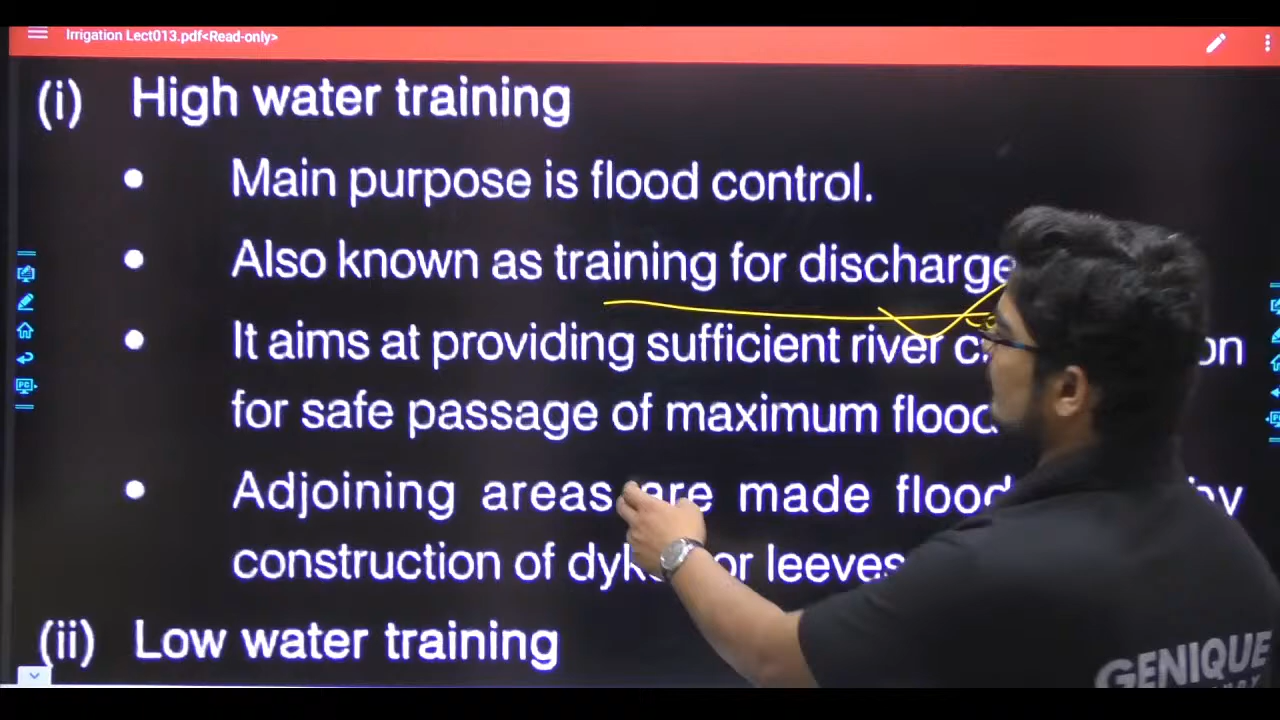 Irrigation Lect013.pdf<Read-only>
(i) High water training
• Main purpose is flood control.
• Also known as training for discharge
• It aims at providing sufficient river
for safe passage of maximum flood
• Adjoining areas are made flood by
construction of or leeves
(ii) Low water training
GENIQUE